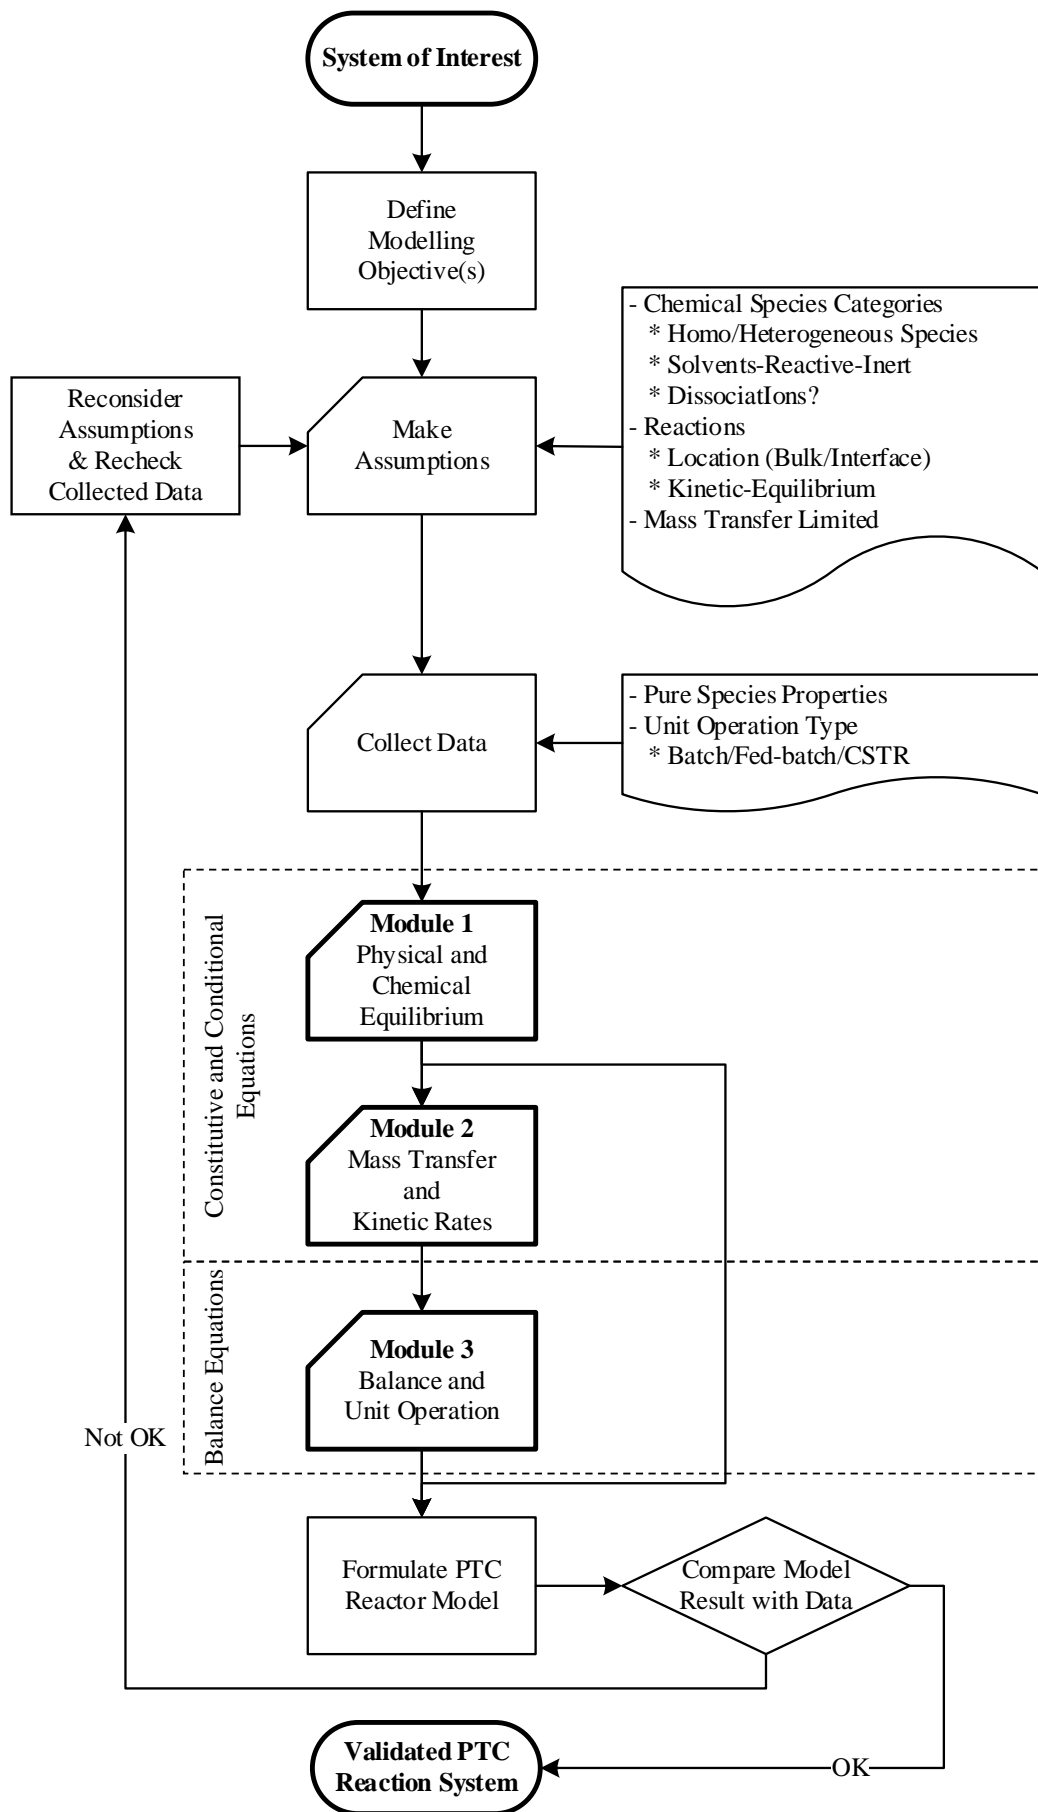 System of Interest
Define
Modelling
Objective(s)
- Chemical Species Categories
* Homo/Heterogeneous Species
* Solvents-Reactive-Inert
* DissociatIons?
- Reactions
* Location (Bulk/Interface)
* Kinetic-Equilibrium
- Mass Transfer Limited
Reconsider
Assumptions
& Recheck
Collected Data
Make
Assumptions
Collect Data
- Pure Species Properties
- Unit Operation Type
* Batch/Fed-batch/CSTR
Constitutive and Conditional
Equations
Module 1
Physical and
Chemical
Equilibrium
Module 2
Mass Transfer
and
Kinetic Rates
Balance Equations
Module 3
Balance and
Unit Operation
Not OK
Formulate PTC
Reactor Model
Compare Model
Result with Data
Validated PTC
Reaction System
OK